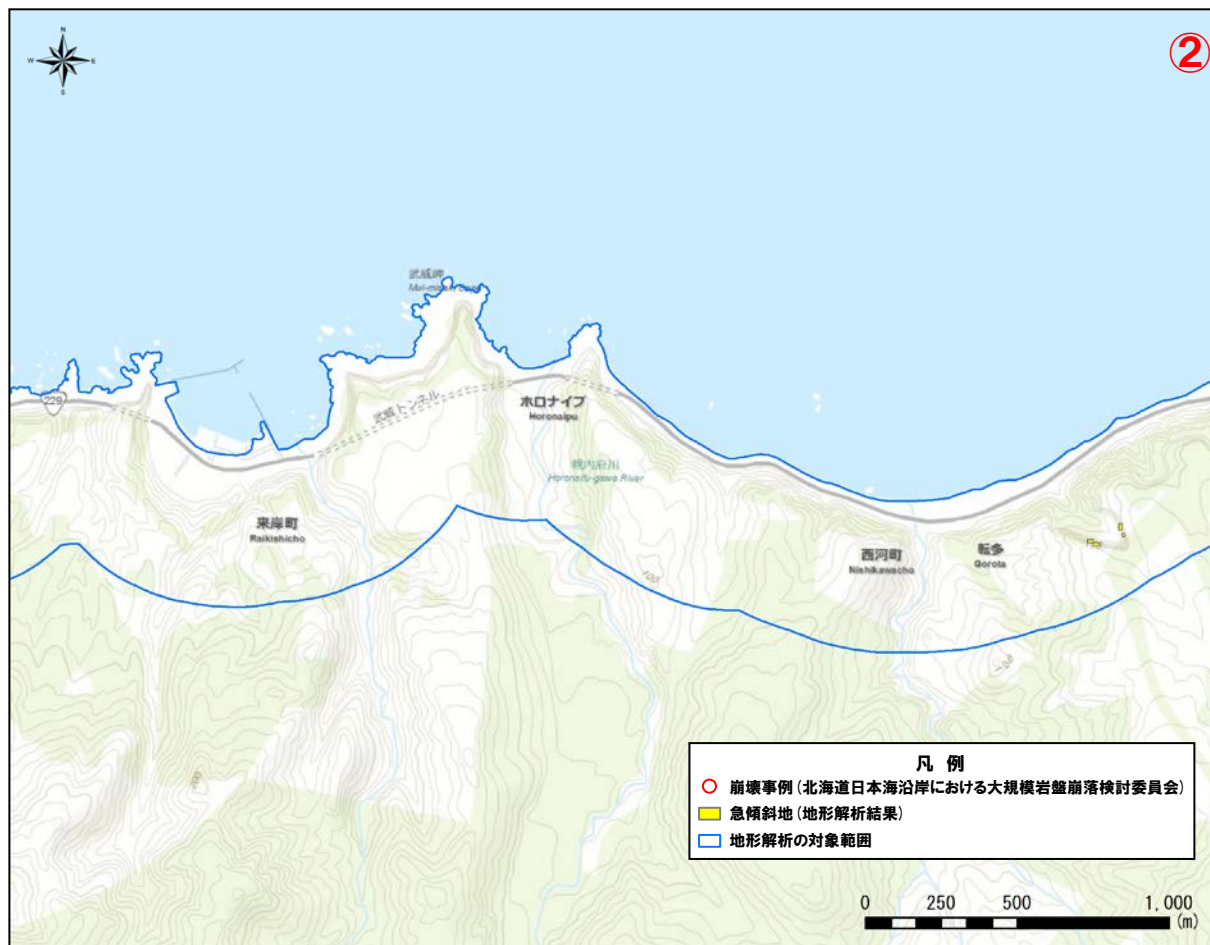 ②
N
W
E
S
武威岬
Mui-misaki Cape
229
武威トンネル
ホロナイプ
Horonaipu
幌内府川
Horonaifu-gawa River
来岸町
Raikishicho
西河町
Nishikawacho
転多
Gorota
100
100
200
凡 例
崩壊事例(北海道日本海沿岸における大規模岩盤崩落検討委員会)
急傾斜地(地形解析結果)
地形解析の対象範囲
0 250 500 1,000
(m)